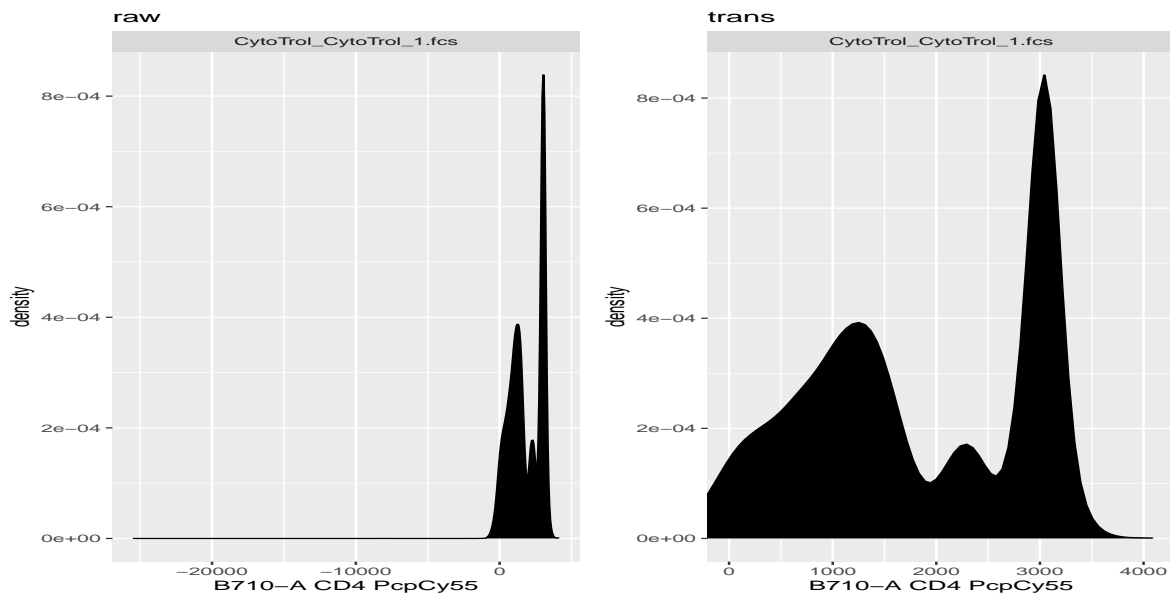 raw
CytoTrol_CytoTrol_1.fcs
density
8e−04
6e−04
4e−04
2e−04
0e+00
−20000 −10000 0
B710−A CD4 PcpCy55
trans
CytoTrol_CytoTrol_1.fcs
density
8e−04
6e−04
4e−04
2e−04
0e+00
0 1000 2000 3000 4000
B710−A CD4 PcpCy55